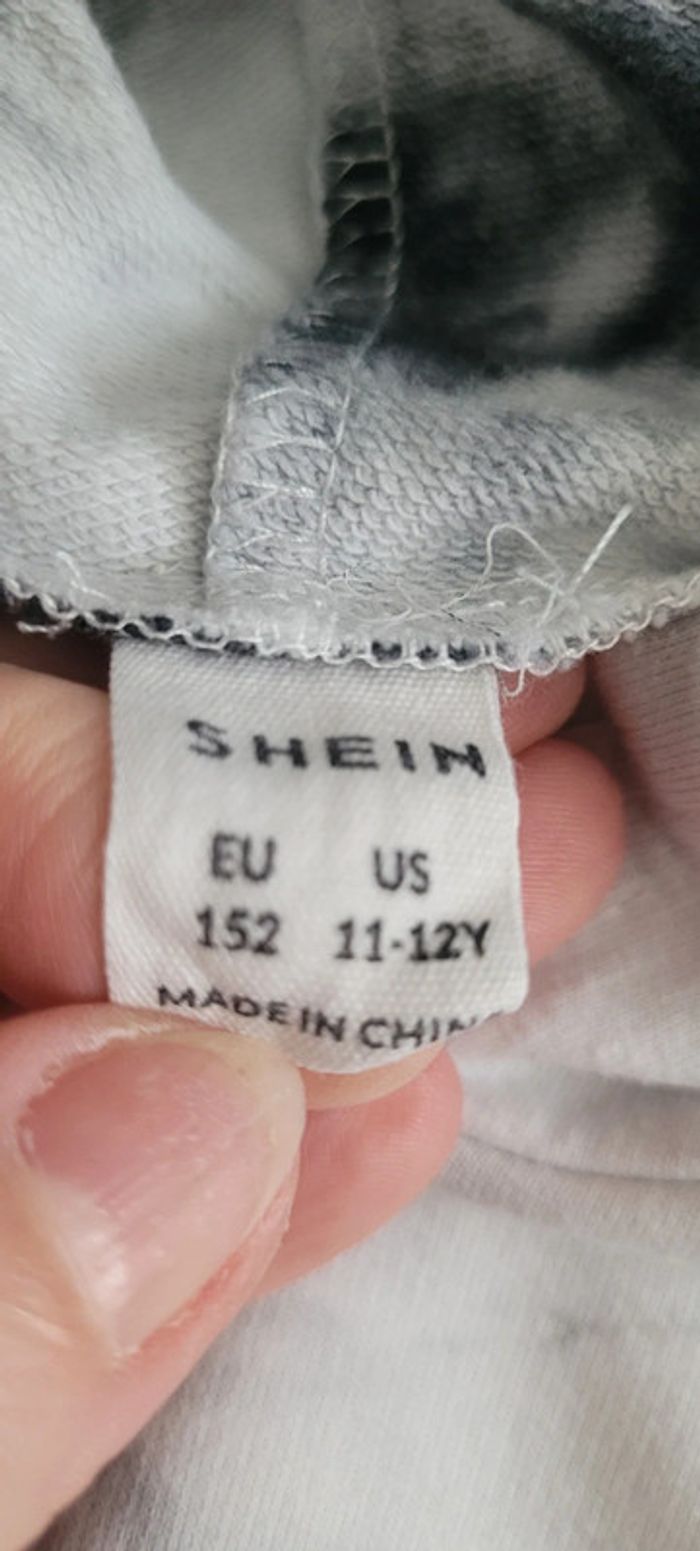 SHEIN
EU US
152 11-12Y
MADE IN CHIN